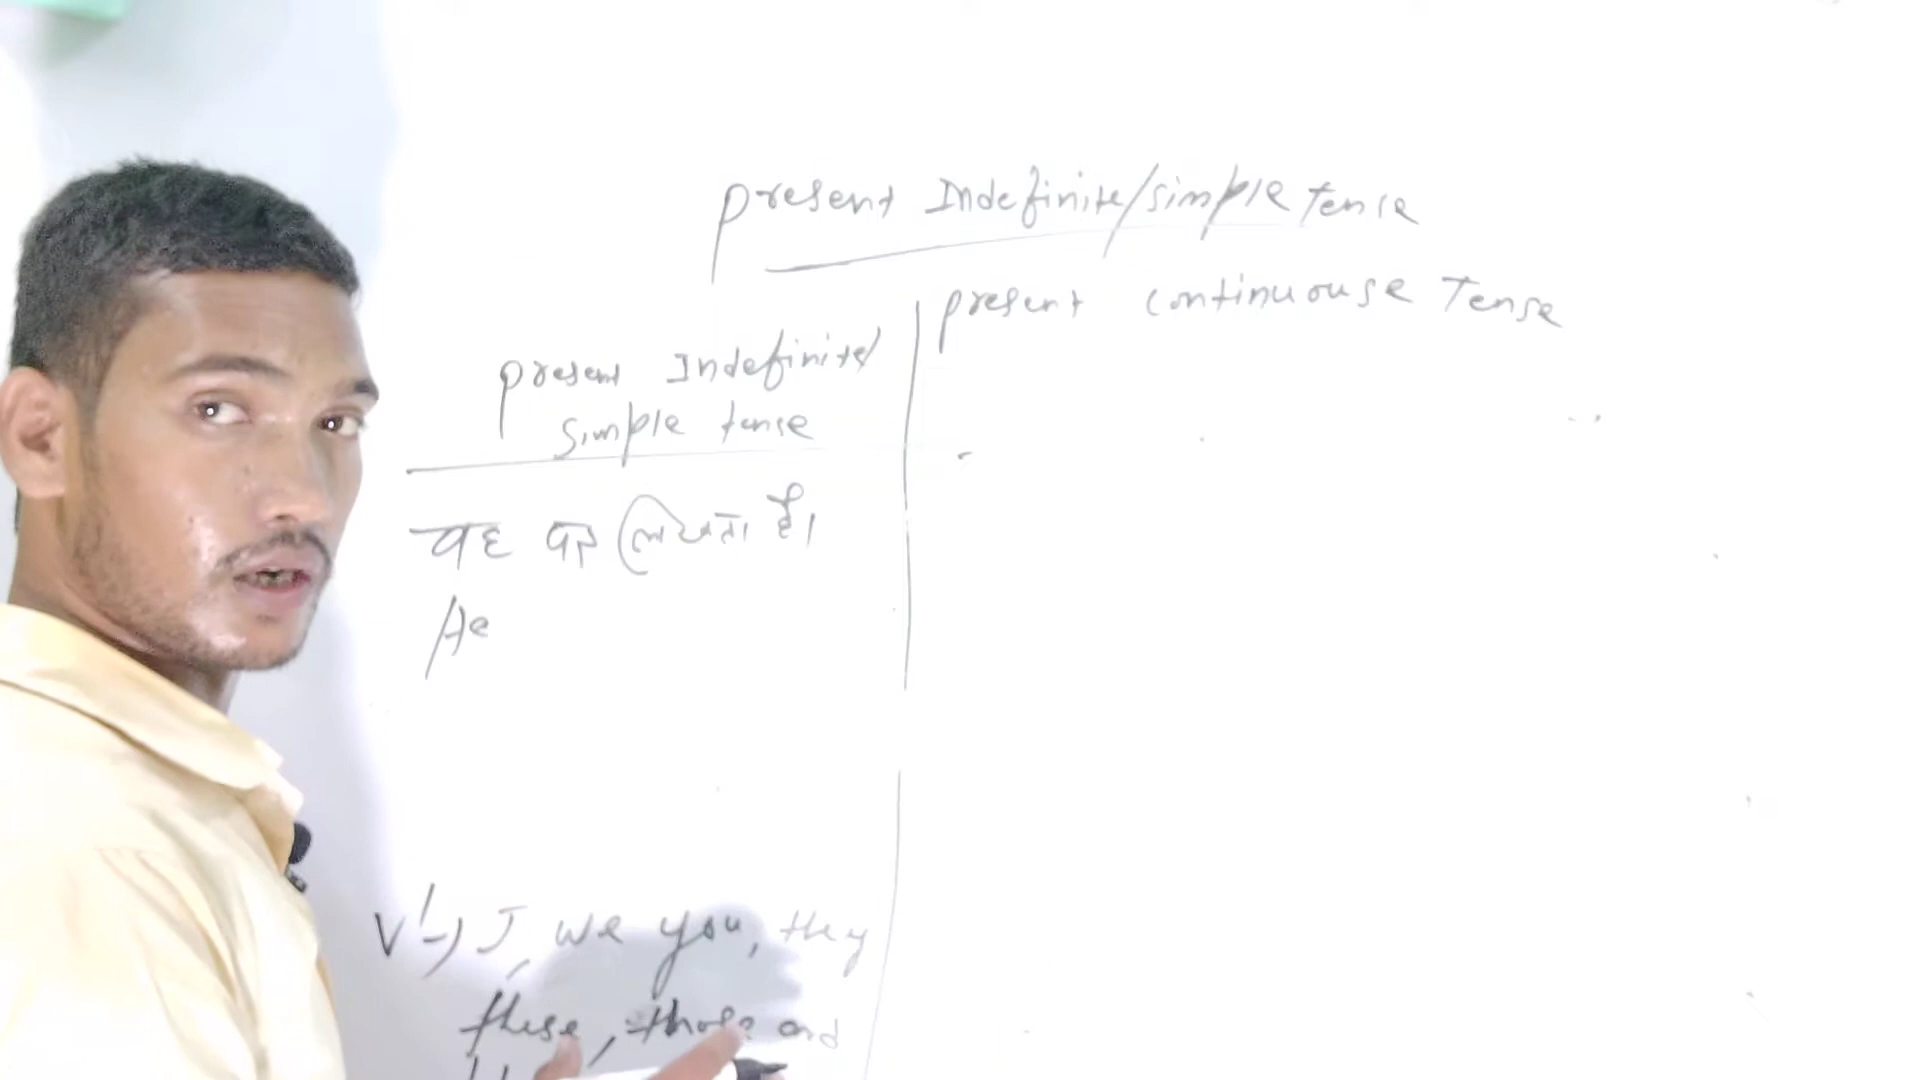 present Indefinite/simple tense
present Indefinite/
simple tense
वह पत्र लिखता है।
He
V¹→ I, we you, they
these, those and
present continuouse Tense